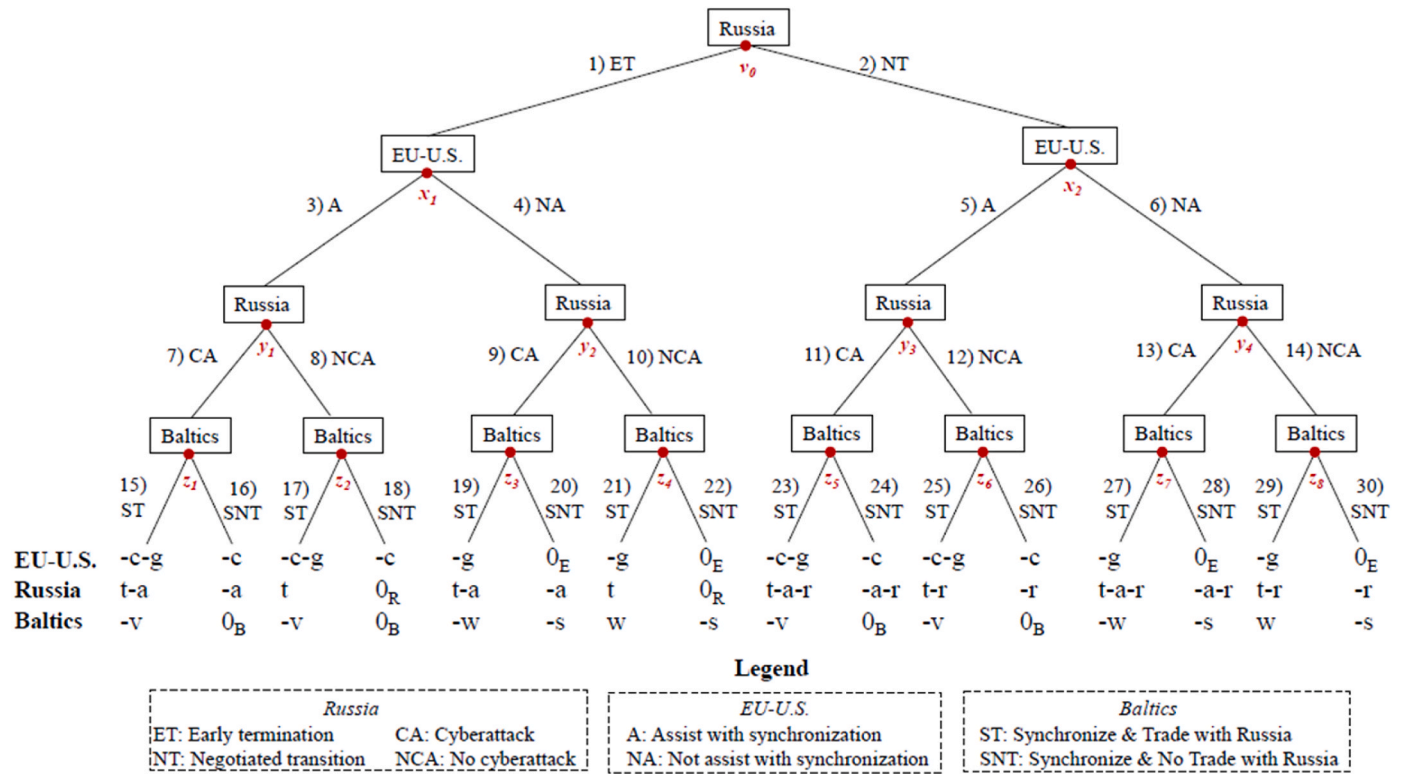 Russia
v0
1) ET
2) NT
EU-U.S.
EU-U.S.
x1
x2
3) A
4) NA
5) A
6) NA
Russia
Russia
Russia
Russia
y1
y2
y3
y4
7) CA
8) NCA
9) CA
10) NCA
11) CA
12) NCA
13) CA
14) NCA
Baltics
Baltics
Baltics
Baltics
Baltics
Baltics
Baltics
Baltics
z1
z2
z3
z4
z5
z6
z7
z8
15) 16) 17) 18) 19) 20) 21) 22) 23) 24) 25) 26) 27) 28) 29) 30)
ST SNT ST SNT ST SNT ST SNT ST SNT ST SNT ST SNT ST SNT
EU-U.S. -c-g -c -c-g -c -g 0E -g 0E -c-g -c -c-g -c -g 0E -g 0E
Russia t-a -a t 0R t-a -a t 0R t-a-r -a-r t-r -r t-a-r -a-r t-r -r
Baltics -v 0B -v 0B -w -s w -s -v 0B -v 0B -w -s w -s
Legend
Russia
ET: Early termination CA: Cyberattack
NT: Negotiated transition NCA: No cyberattack
EU-U.S.
A: Assist with synchronization
NA: Not assist with synchronization
Baltics
ST: Synchronize & Trade with Russia
SNT: Synchronize & No Trade with Russia